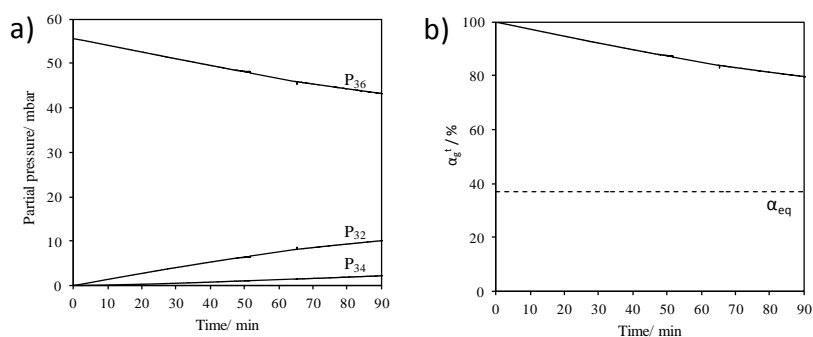 a)
Partial pressure/ mbar
60
50
40
30
20
10
0
P₃₆
P₃₂
P₃₄
0 10 20 30 40 50 60 70 80 90
Time/ min
b)
α_g^t / %
100
80
60
40
20
0
α_eq
0 10 20 30 40 50 60 70 80 90
Time/ min